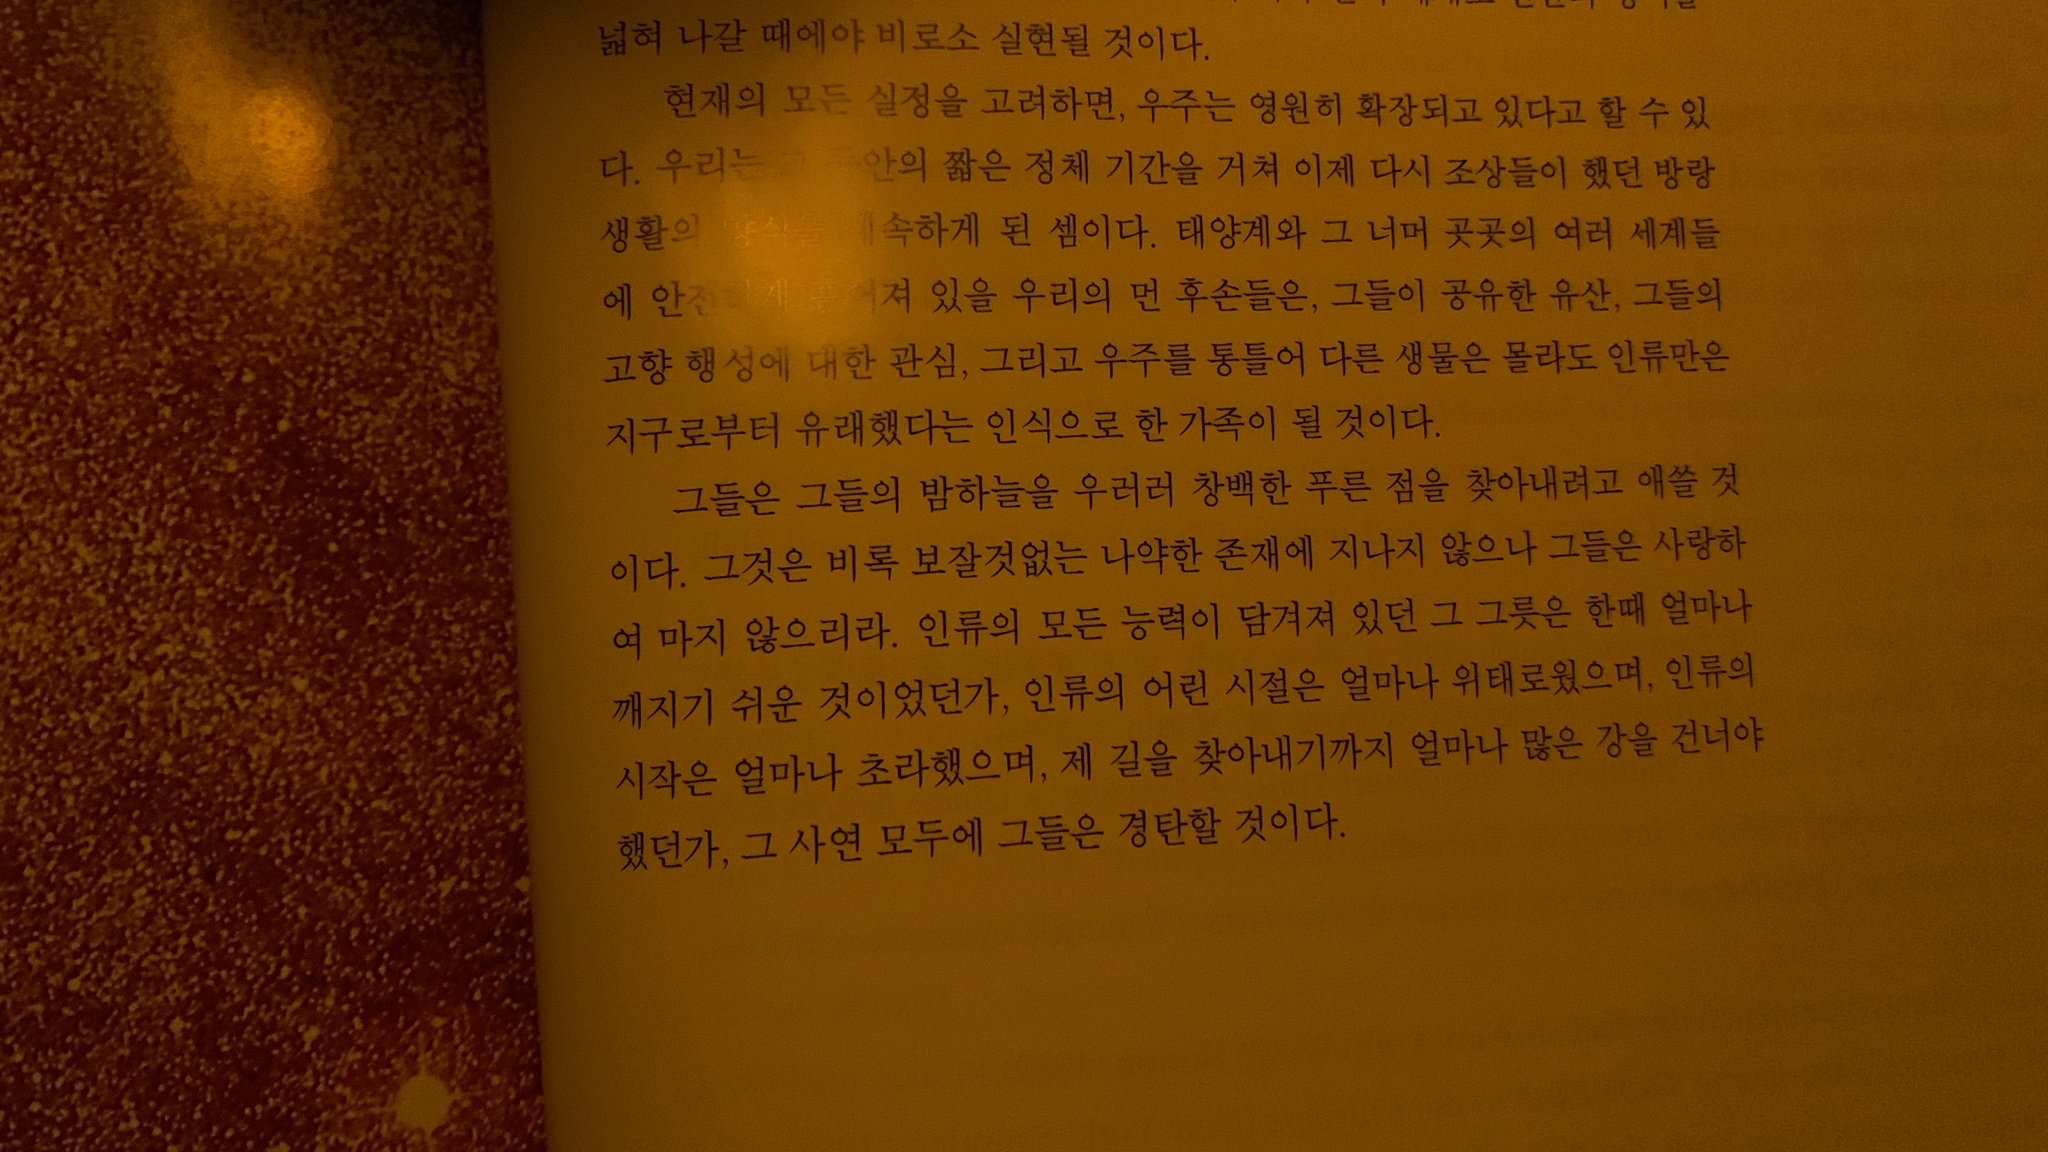 넓혀 나갈 때에야 비로소 실현될 것이다.
현재의 모든 실정을 고려하면, 우주는 영원히 확장되고 있다고 할 수 있
다. 우리는 짧은 정체 기간을 거쳐 이제 다시 조상들이 했던 방랑
생활의 양식을 계속하게 된 셈이다. 태양계와 그 너머 곳곳의 여러 세계들
에 안전하게 있을 우리의 먼 후손들은, 그들이 공유한 유산, 그들의
고향 행성에 대한 관심, 그리고 우주를 통틀어 다른 생물은 몰라도 인류만은
지구로부터 유래했다는 인식으로 한 가족이 될 것이다.
그들은 그들의 밤하늘을 우러러 창백한 푸른 점을 찾아내려고 애쓸 것
이다. 그것은 비록 보잘것없는 나약한 존재에 지나지 않으나 그들은 사랑하
여 마지 않으리라. 인류의 모든 능력이 담겨져 있던 그 그릇은 한때 얼마나
깨지기 쉬운 것이었던가, 인류의 어린 시절은 얼마나 위태로웠으며, 인류의
시작은 얼마나 초라했으며, 제 길을 찾아내기까지 얼마나 많은 강을 건너야
했던가, 그 사연 모두에 그들은 경탄할 것이다.